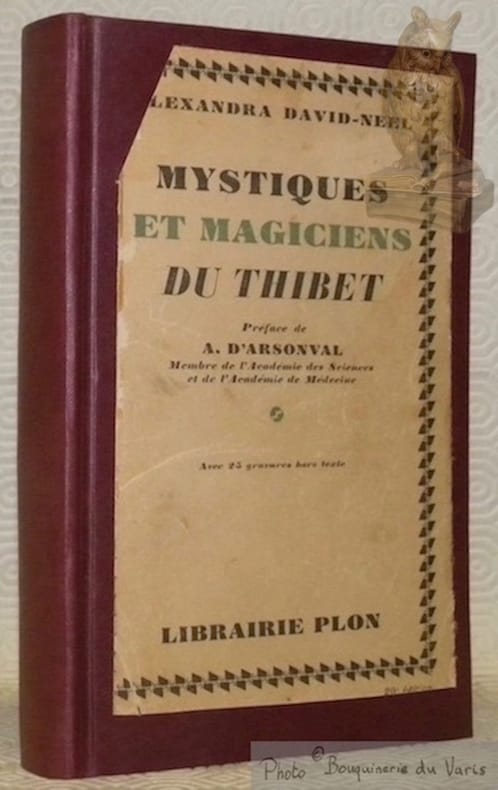 LEXANDRA DAVID-NEEL
MYSTIQUES
ET MAGICIENS
DU THIBET
Préface de
A. D'ARSONVAL
Membre de l'Académie des Sciences
et de l'Académie de Médecine
Avec 25 gravures hors texte
LIBRAIRIE PLON
Photo © Bouquinerie du Varis